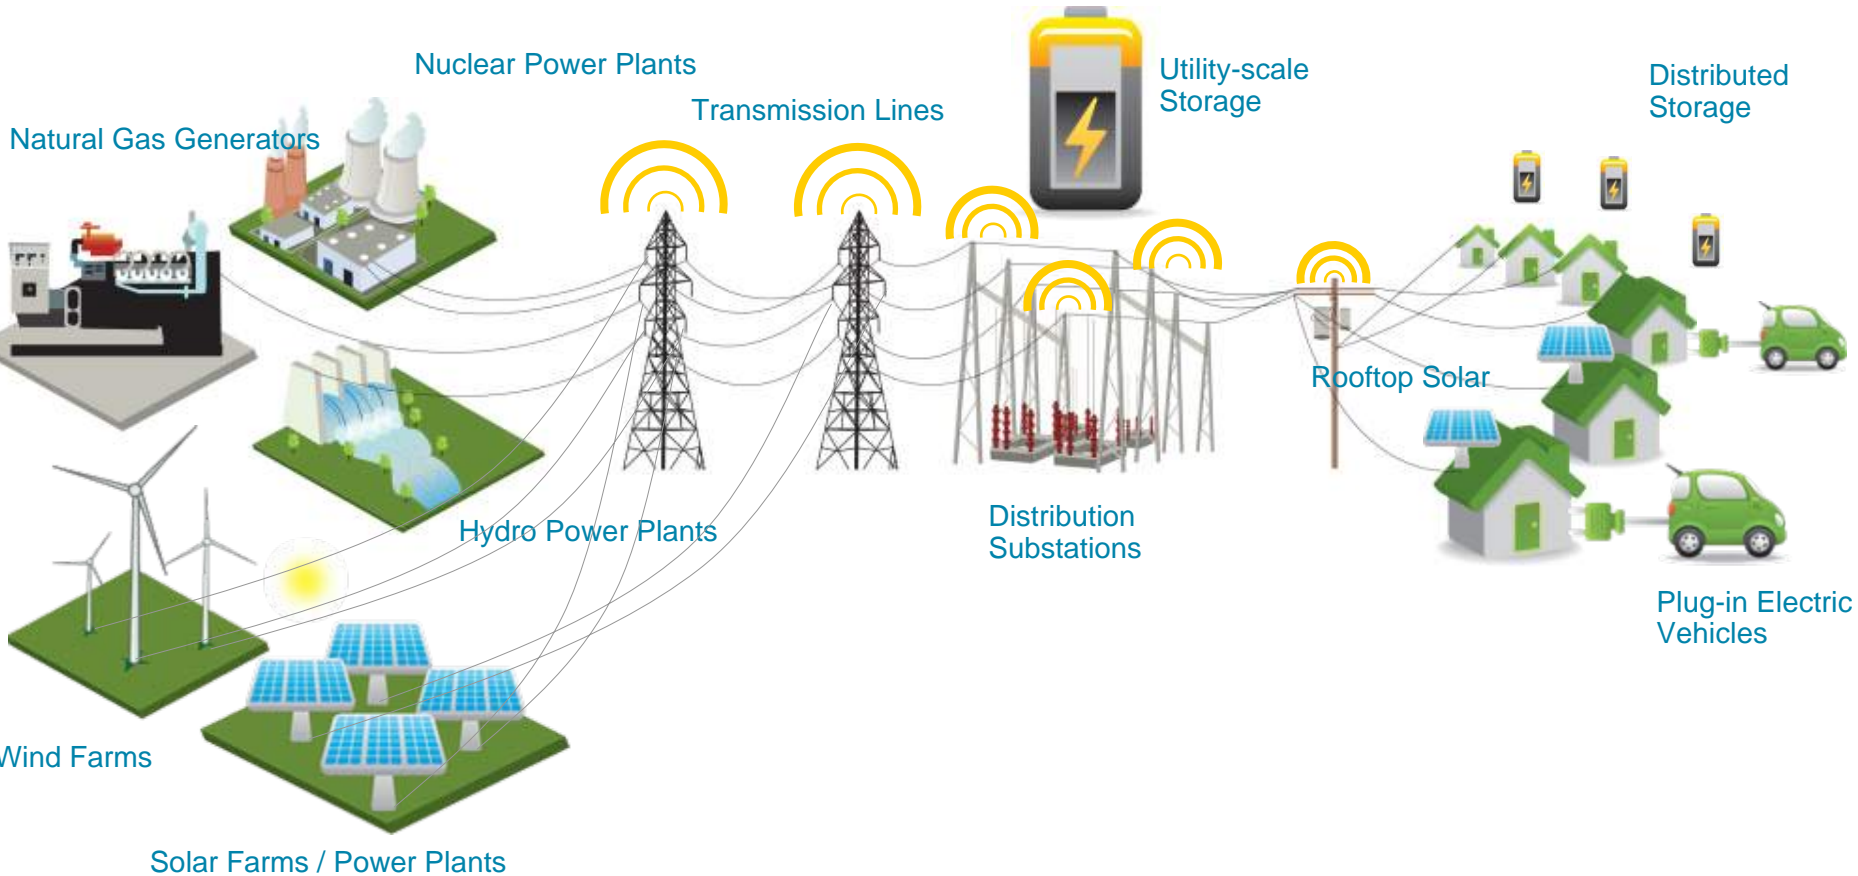 Nuclear Power Plants
Utility-scale
Storage
Distributed
Storage
Transmission Lines
Natural Gas Generators
Rooftop Solar
Hydro Power Plants
Distribution
Substations
Plug-in Electric
Vehicles
Wind Farms
Solar Farms / Power Plants